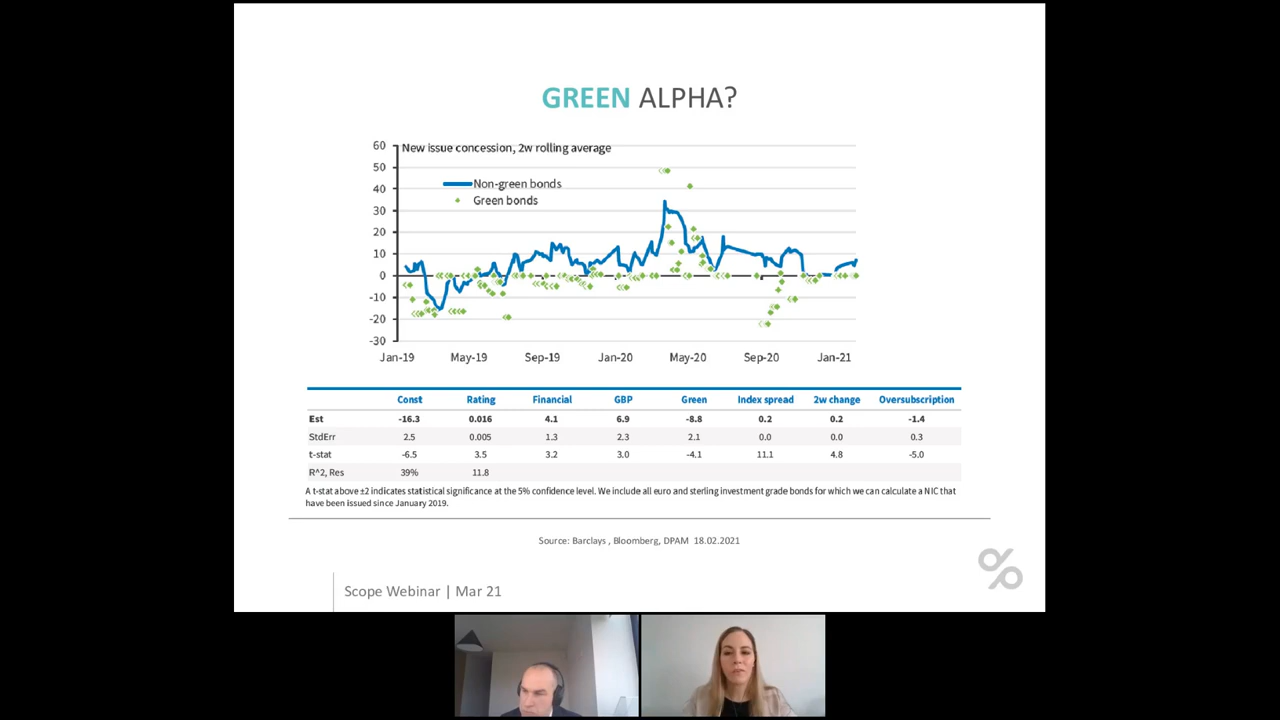 GREEN ALPHA?
New issue concession, 2w rolling average
Non-green bonds
Green bonds
60
50
40
30
20
10
0
-10
-20
-30
Jan-19 May-19 Sep-19 Jan-20 May-20 Sep-20 Jan-21
Const Rating Financial GBP Green Index spread 2w change Oversubscription
Est -16.3 0.016 4.1 6.9 -8.8 0.2 0.2 -1.4
StdErr 2.5 0.005 1.3 2.3 2.1 0.0 0.0 0.3
t-stat -6.5 3.5 3.2 3.0 -4.1 11.1 4.8 -5.0
R^2, Res 39% 11.8
A t-stat above ±2 indicates statistical significance at the 5% confidence level. We include all euro and sterling investment grade bonds for which we can calculate a NIC that
have been issued since January 2019.
Source: Barclays , Bloomberg, DPAM 18.02.2021
Scope Webinar | Mar 21